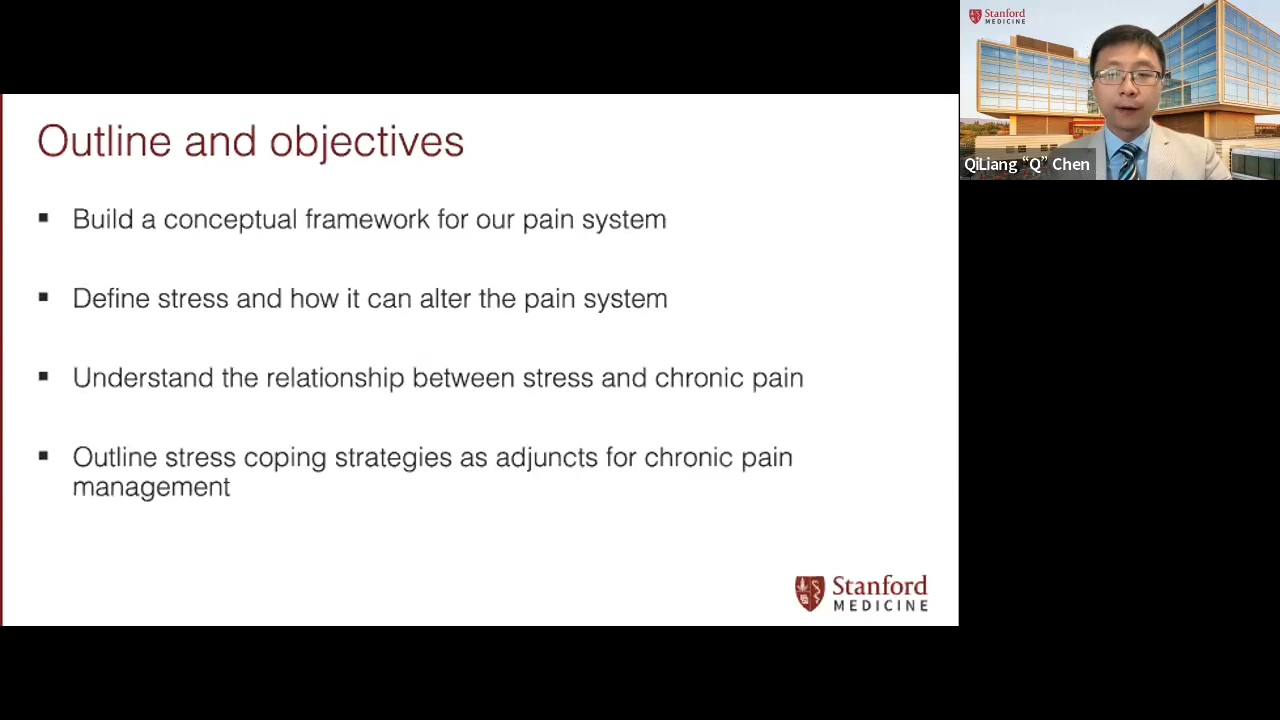 Outline and objectives
▪ Build a conceptual framework for our pain system
▪ Define stress and how it can alter the pain system
▪ Understand the relationship between stress and chronic pain
▪ Outline stress coping strategies as adjuncts for chronic pain
management
Stanford
MEDICINE
Stanford
MEDICINE
QiLiang “Q” Chen